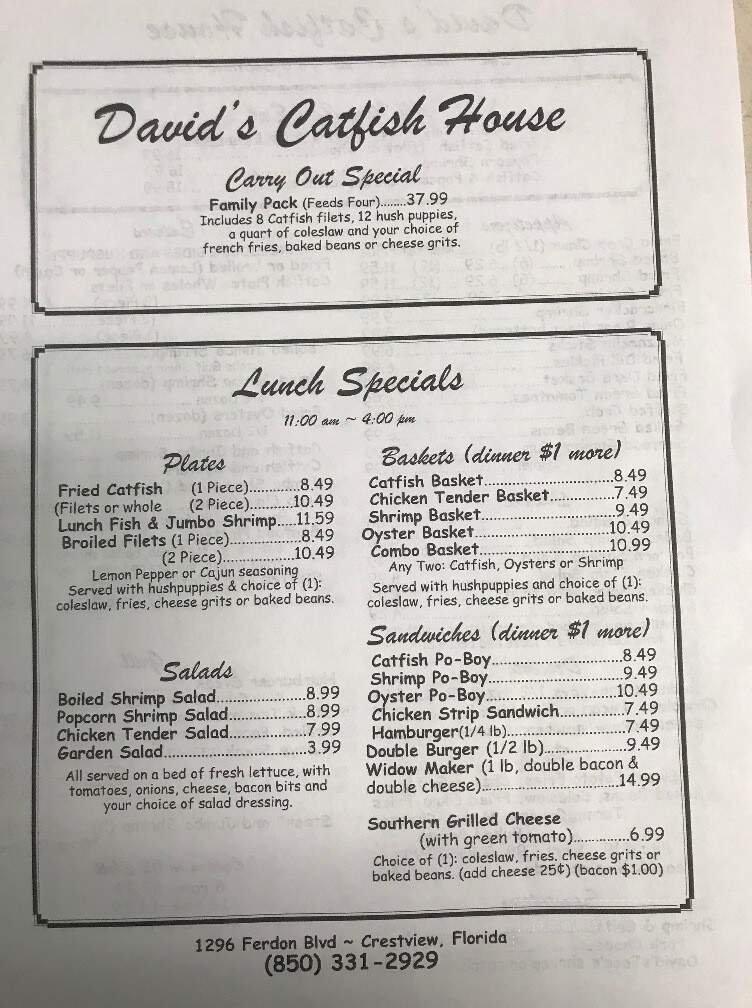 David's Catfish House
Carry Out Special
Family Pack (Feeds Four)........37.99
Includes 8 Catfish filets, 12 hush puppies,
a quart of coleslaw and your choice of
french fries, baked beans or cheese grits.
Lunch Specials
11:00 am ~ 4:00 pm
Plates
Fried Catfish (1 Piece)...........8.49
(Filets or whole (2 Piece)..........10.49
Lunch Fish & Jumbo Shrimp....11.59
Broiled Filets (1 Piece)...............8.49
(2 Piece)..............10.49
Lemon Pepper or Cajun seasoning
Served with hushpuppies & choice of (1):
coleslaw, fries, cheese grits or baked beans.
Salads
Boiled Shrimp Salad..................8.99
Popcorn Shrimp Salad...............8.99
Chicken Tender Salad...............7.99
Garden Salad............................3.99
All served on a bed of fresh lettuce, with
tomatoes, onions, cheese, bacon bits and
your choice of salad dressing.
Baskets (dinner $1 more)
Catfish Basket..........................8.49
Chicken Tender Basket.............7.49
Shrimp Basket...........................9.49
Oyster Basket...........................10.49
Combo Basket..........................10.99
Any Two: Catfish, Oysters or Shrimp
Served with hushpuppies and choice of (1):
coleslaw, fries, cheese grits or baked beans.
Sandwiches (dinner $1 more)
Catfish Po-Boy..........................8.49
Shrimp Po-Boy...........................9.49
Oyster Po-Boy..........................10.49
Chicken Strip Sandwich.............7.49
Hamburger(1/4 lb).....................7.49
Double Burger (1/2 lb)................9.49
Widow Maker (1 lb, double bacon &
double cheese)...........................14.99
Southern Grilled Cheese
(with green tomato)..............6.99
Choice of (1): coleslaw, fries. cheese grits or
baked beans. (add cheese 25¢) (bacon $1.00)
1296 Ferdon Blvd ~ Crestview, Florida
(850) 331-2929